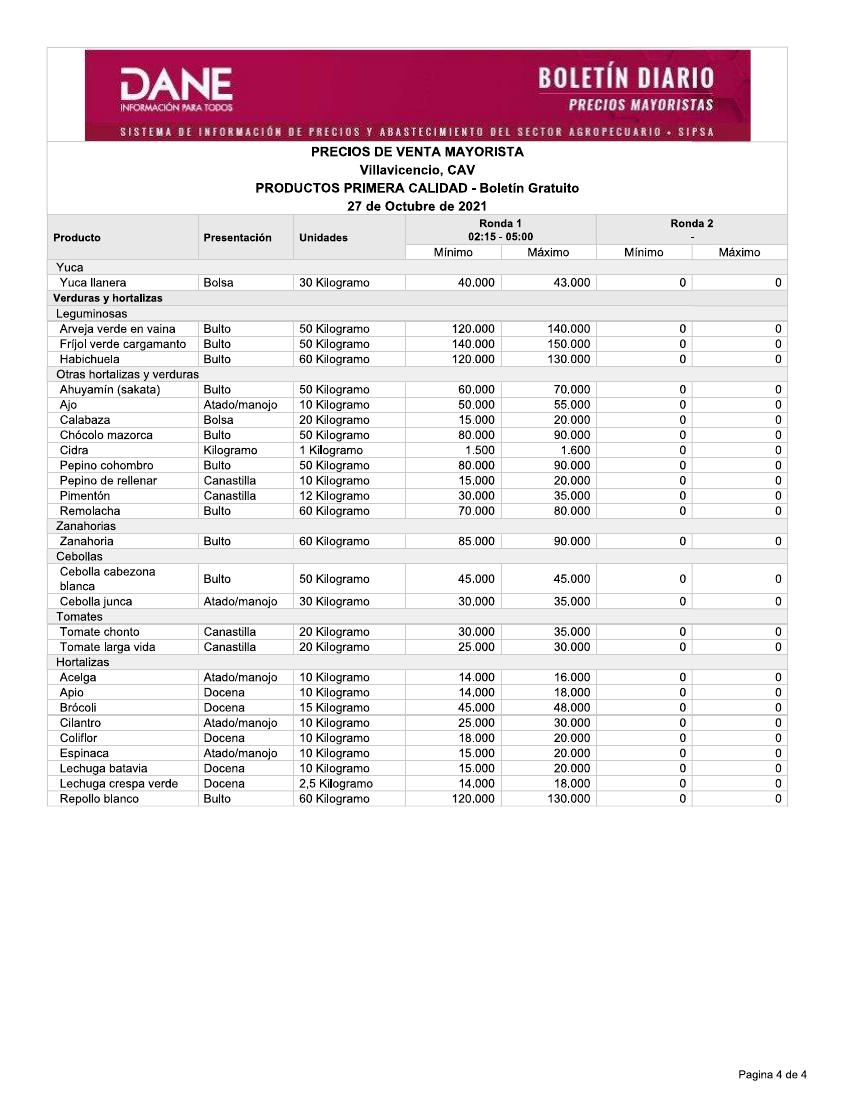 DANE
INFORMACIÓN PARA TODOS
BOLETÍN DIARIO
PRECIOS MAYORISTAS
SISTEMA DE INFORMACIÓN DE PRECIOS Y ABASTECIMIENTO DEL SECTOR AGROPECUARIO • SIPSA
PRECIOS DE VENTA MAYORISTA
Villavicencio, CAV
PRODUCTOS PRIMERA CALIDAD - Boletín Gratuito
27 de Octubre de 2021
Producto Presentación Unidades Ronda 1 02:15 - 05:00 Ronda 2 -
Mínimo Máximo Mínimo Máximo
Yuca
Yuca llanera Bolsa 30 Kilogramo 40.000 43.000 0 0
Verduras y hortalizas
Leguminosas
Arveja verde en vaina Bulto 50 Kilogramo 120.000 140.000 0 0
Fríjol verde cargamanto Bulto 50 Kilogramo 140.000 150.000 0 0
Habichuela Bulto 60 Kilogramo 120.000 130.000 0 0
Otras hortalizas y verduras
Ahuyamín (sakata) Bulto 50 Kilogramo 60.000 70.000 0 0
Ajo Atado/manojo 10 Kilogramo 50.000 55.000 0 0
Calabaza Bolsa 20 Kilogramo 15.000 20.000 0 0
Chócolo mazorca Bulto 50 Kilogramo 80.000 90.000 0 0
Cidra Kilogramo 1 Kilogramo 1.500 1.600 0 0
Pepino cohombro Bulto 50 Kilogramo 80.000 90.000 0 0
Pepino de rellenar Canastilla 10 Kilogramo 15.000 20.000 0 0
Pimentón Canastilla 12 Kilogramo 30.000 35.000 0 0
Remolacha Bulto 60 Kilogramo 70.000 80.000 0 0
Zanahorias
Zanahoria Bulto 60 Kilogramo 85.000 90.000 0 0
Cebollas
Cebolla cabezona
blanca Bulto 50 Kilogramo 45.000 45.000 0 0
Cebolla junca Atado/manojo 30 Kilogramo 30.000 35.000 0 0
Tomates
Tomate chonto Canastilla 20 Kilogramo 30.000 35.000 0 0
Tomate larga vida Canastilla 20 Kilogramo 25.000 30.000 0 0
Hortalizas
Acelga Atado/manojo 10 Kilogramo 14.000 16.000 0 0
Apio Docena 10 Kilogramo 14.000 18.000 0 0
Brócoli Docena 15 Kilogramo 45.000 48.000 0 0
Cilantro Atado/manojo 10 Kilogramo 25.000 30.000 0 0
Coliflor Docena 10 Kilogramo 18.000 20.000 0 0
Espinaca Atado/manojo 10 Kilogramo 15.000 20.000 0 0
Lechuga batavia Docena 10 Kilogramo 15.000 20.000 0 0
Lechuga crespa verde Docena 2,5 Kilogramo 14.000 18.000 0 0
Repollo blanco Bulto 60 Kilogramo 120.000 130.000 0 0
Pagina 4 de 4